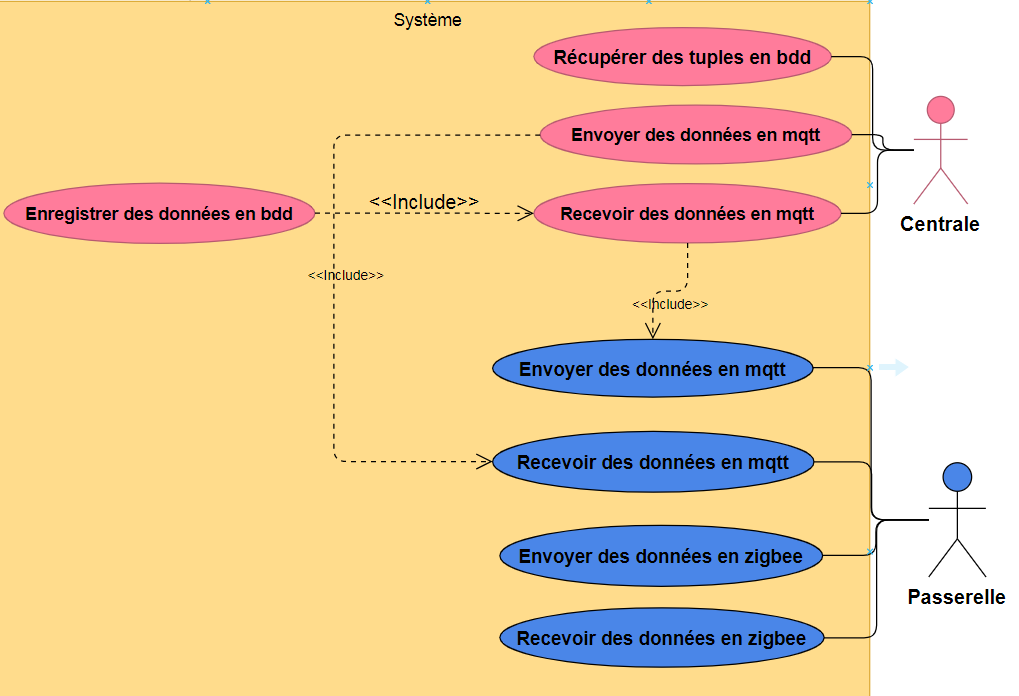 Système
Récupérer des tuples en bdd
Envoyer des données en mqtt
Enregistrer des données en bdd
<<Include>>
Recevoir des données en mqtt
Centrale
<<Include>>
<<Include>>
Envoyer des données en mqtt
Recevoir des données en mqtt
Envoyer des données en zigbee
Passerelle
Recevoir des données en zigbee